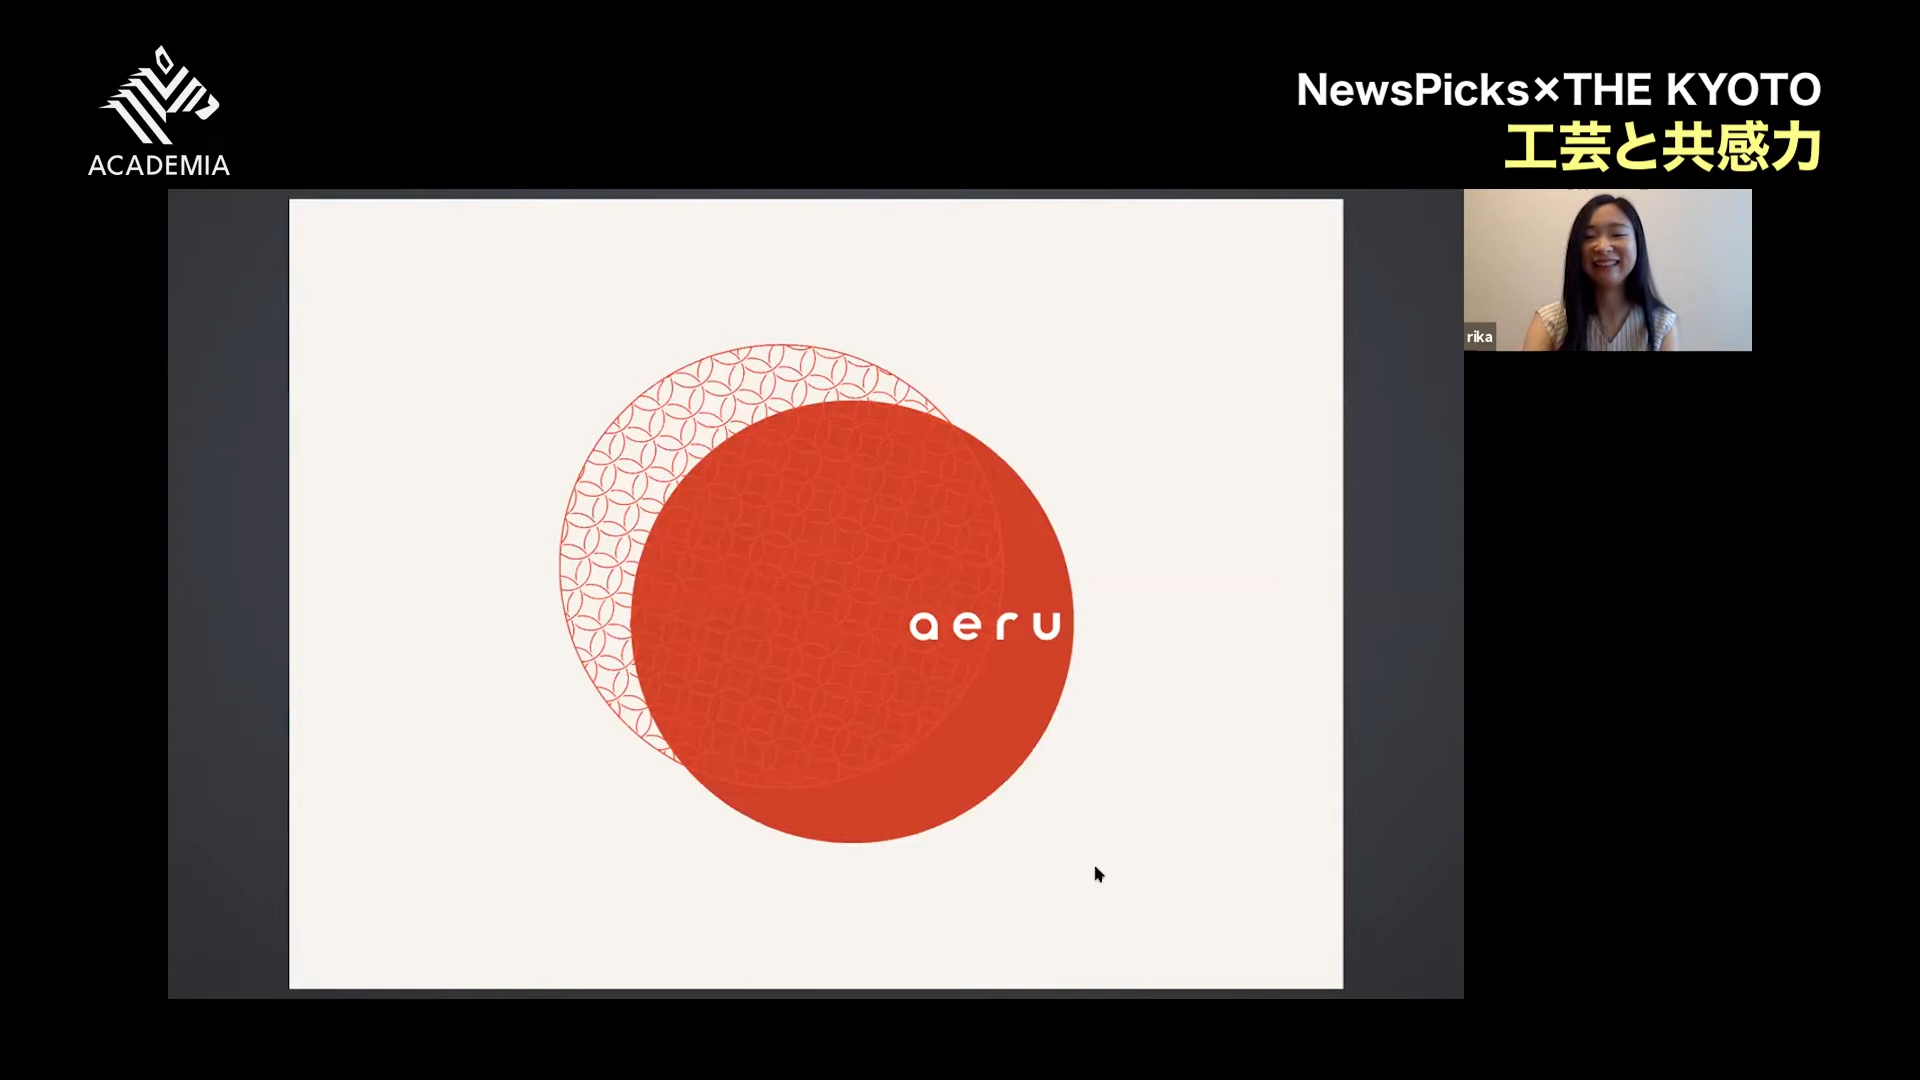 ACADEMIA
NewsPicks×THE KYOTO
工芸と共感力
rika
aeru